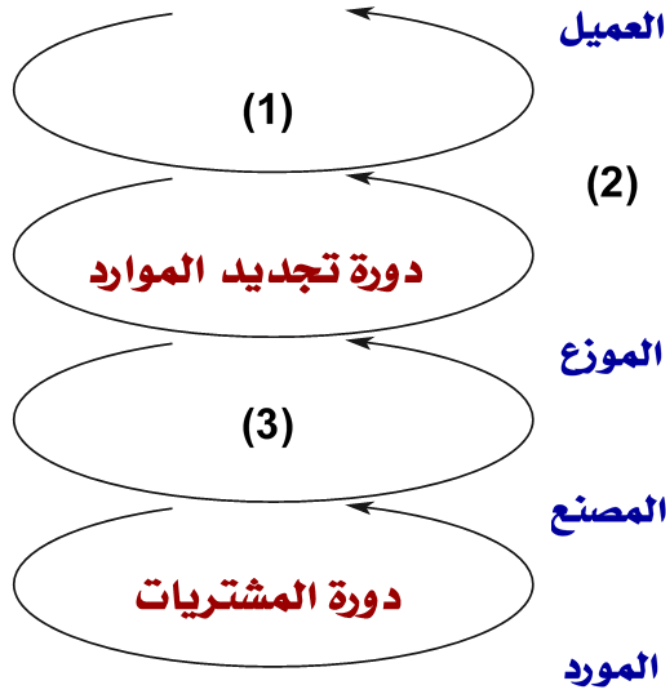 العميل
(1)
(2)
دورة تجديد الموارد
الموزع
(3)
المصنع
دورة المشتريات
المورد